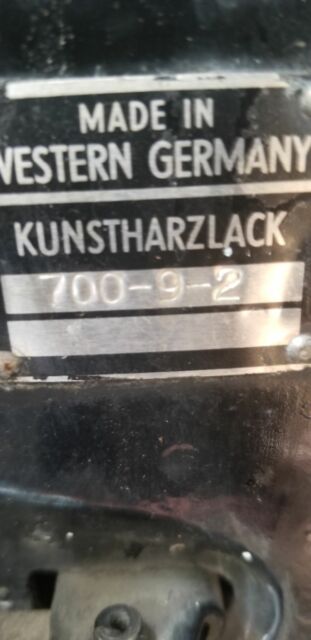 MADE IN
WESTERN GERMANY
KUNSTHARZLACK
700-9-2